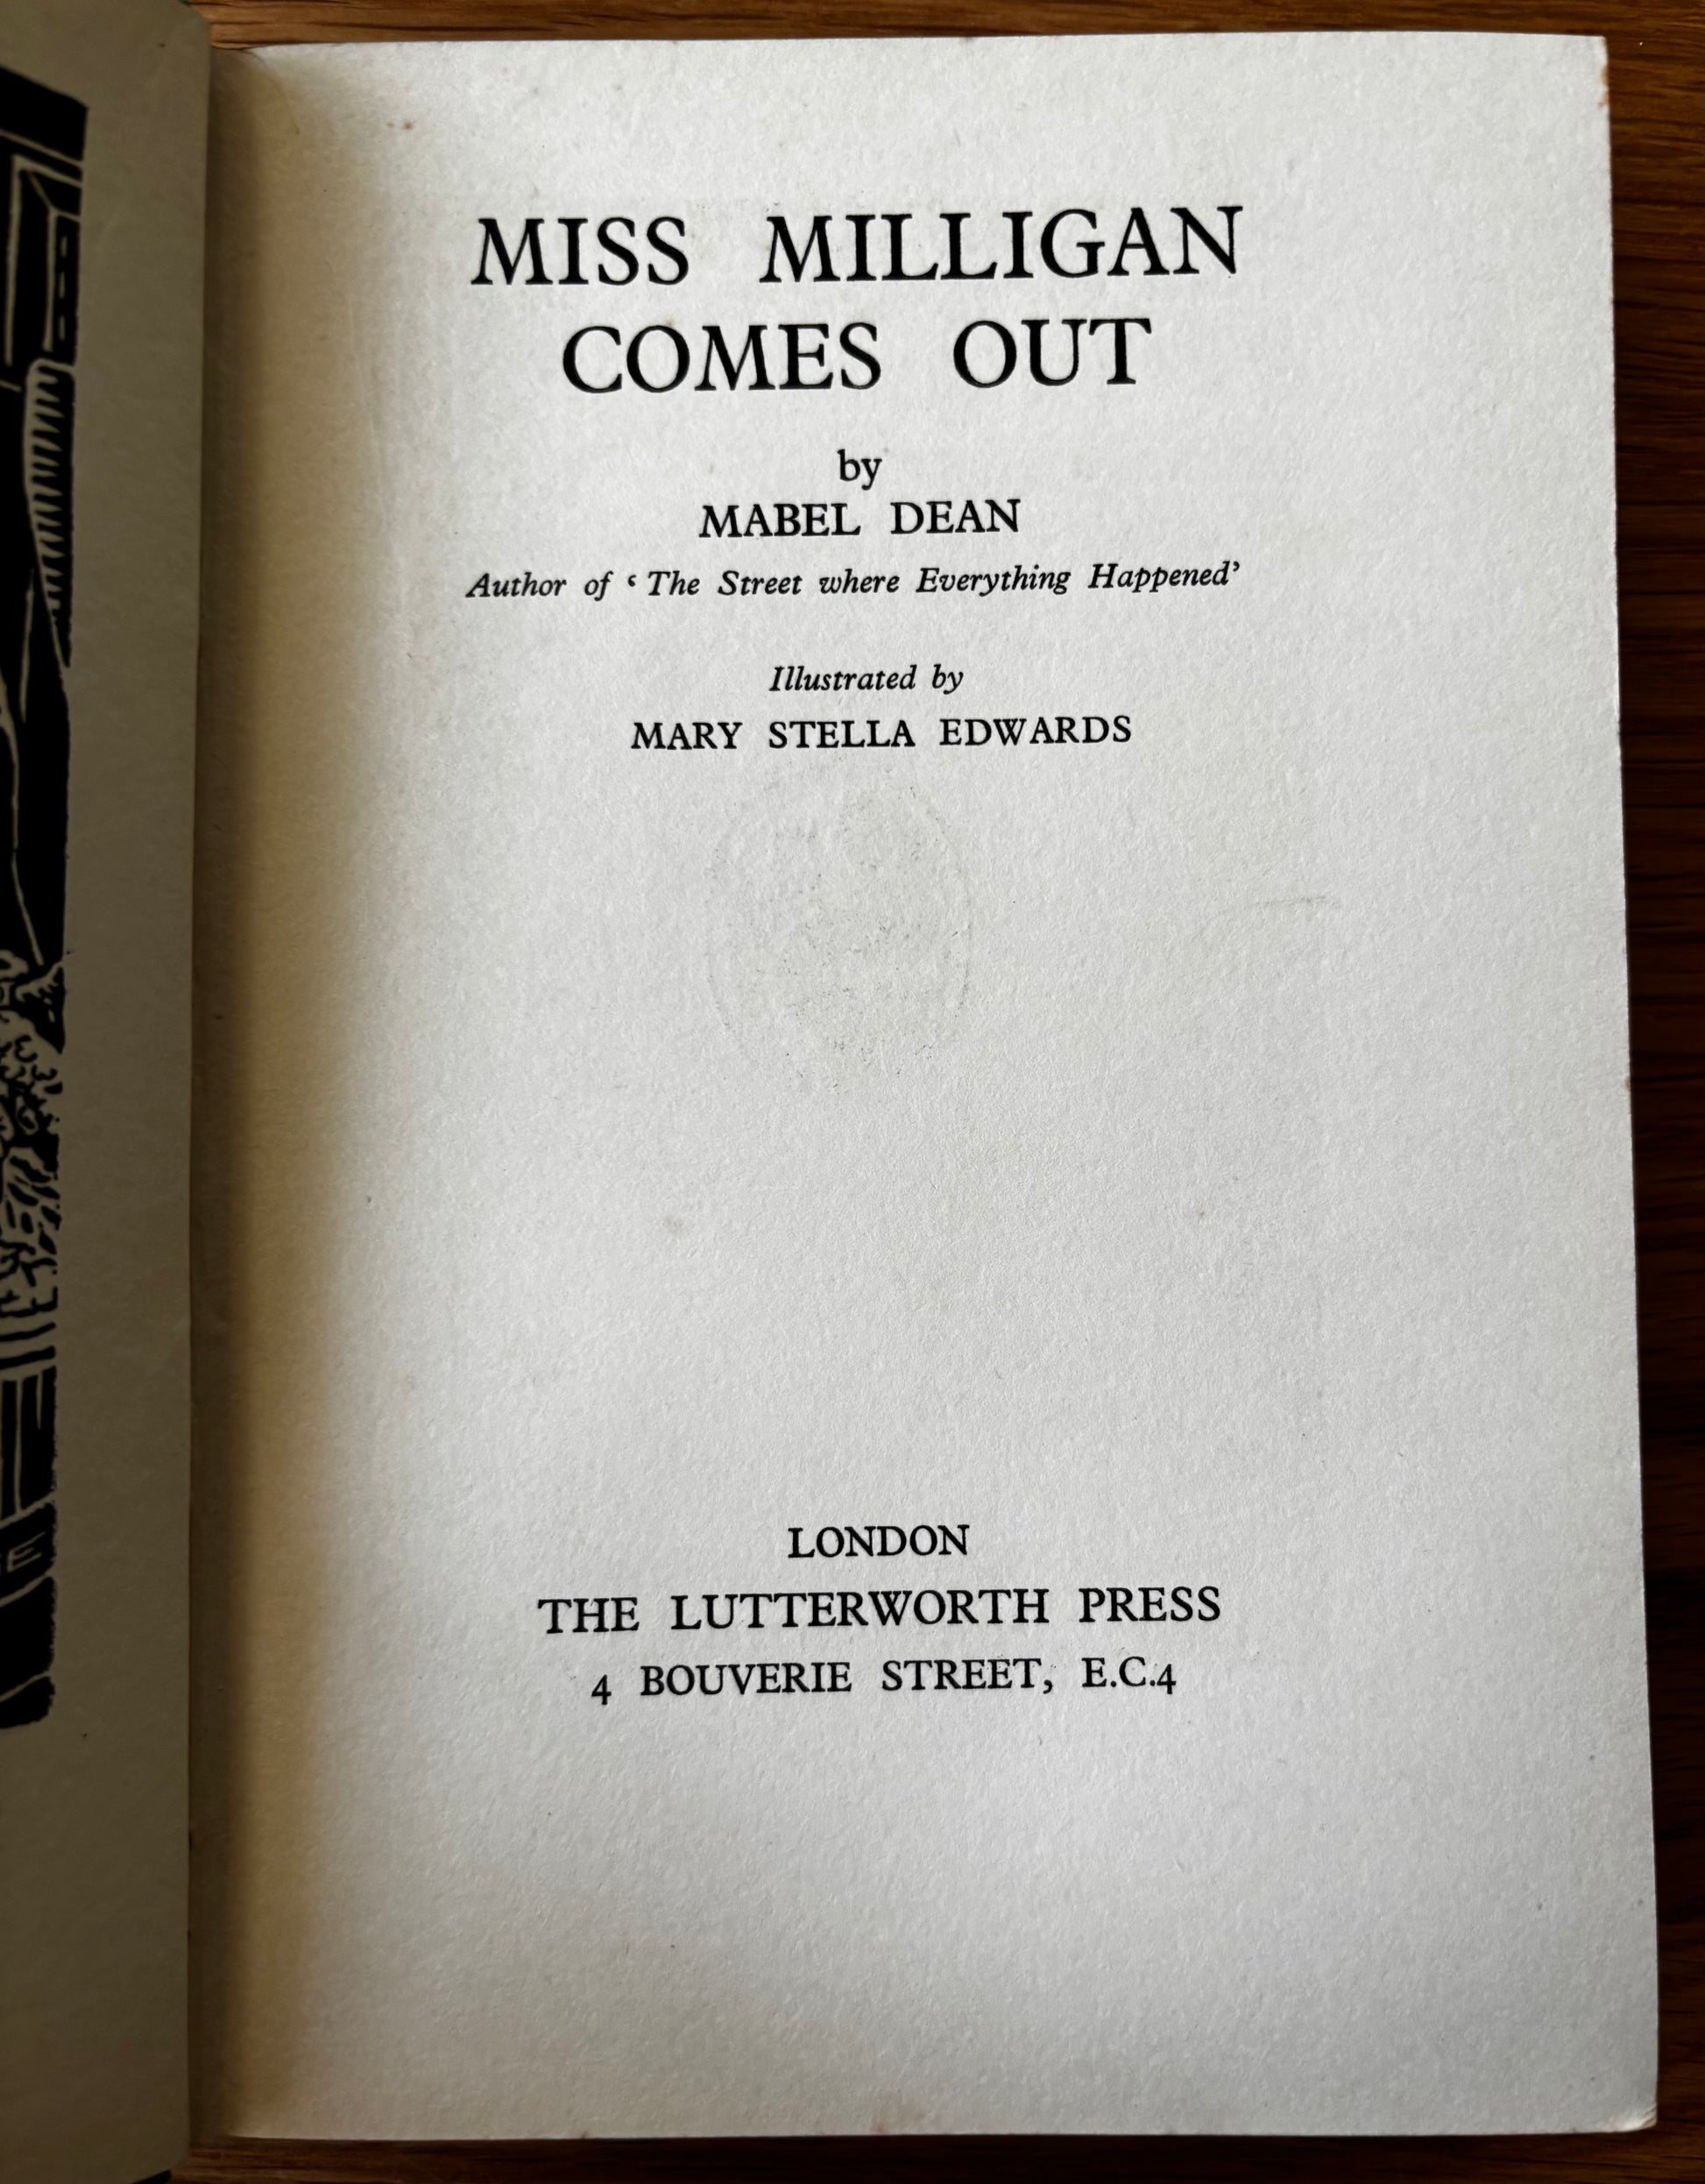 MISS MILLIGAN
COMES OUT
by
MABEL DEAN
Author of ‘The Street where Everything Happened’
Illustrated by
MARY STELLA EDWARDS
LONDON
THE LUTTERWORTH PRESS
4 BOUVERIE STREET, E.C.4